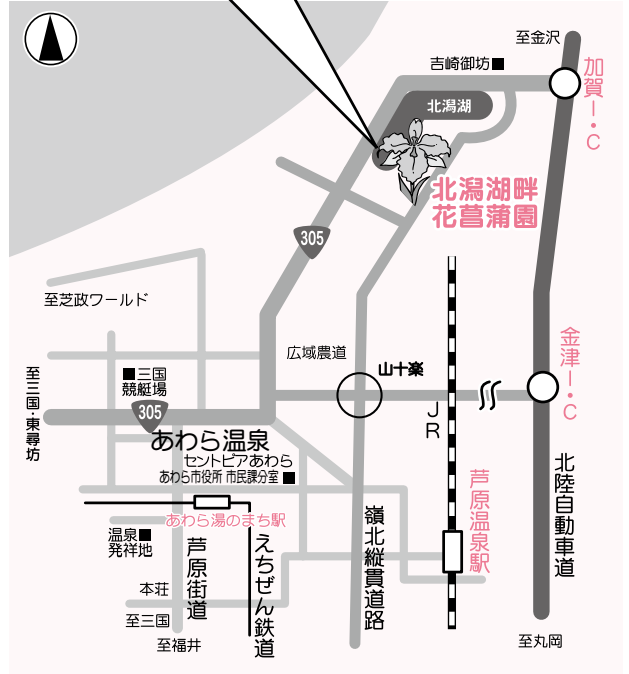 至金沢
吉崎御坊
加賀I・C
北潟湖
北潟湖畔
花菖蒲園
305
至芝政ワールド
広域農道
山十楽
金津I・C
至三国・東尋坊
三国
競艇場
305
JR
あわら温泉
セントピアあわら
あわら市役所 市民課分室
あわら湯のまち駅
温泉
発祥地
芦原街道
えちぜん鉄道
嶺北縦貫道路
芦原温泉駅
北陸自動車道
本荘
至三国
至福井
至丸岡